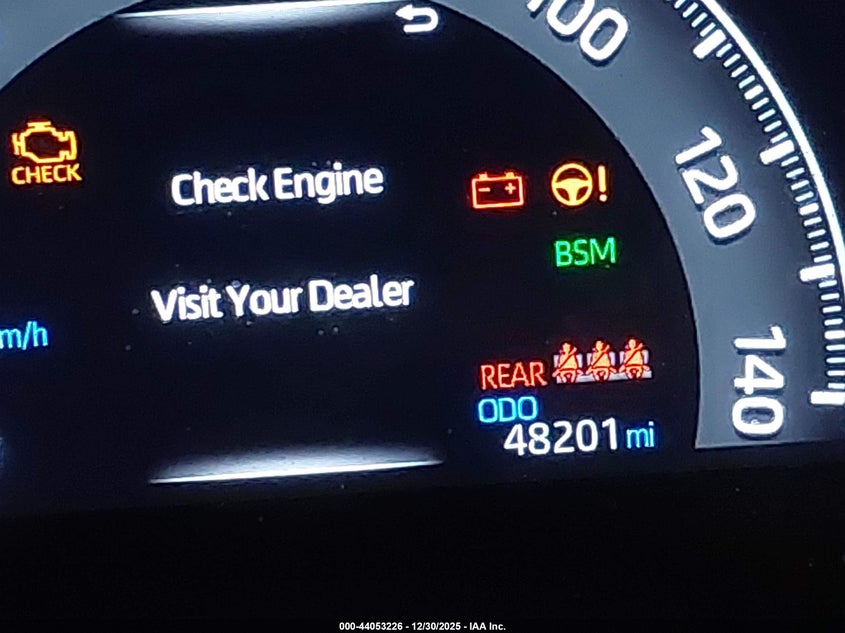 100
120
140
CHECK
Check Engine
BSM
Visit Your Dealer
m/h
REAR
ODO
48201 mi
000-44053226 - 12/30/2025 - IAA Inc.